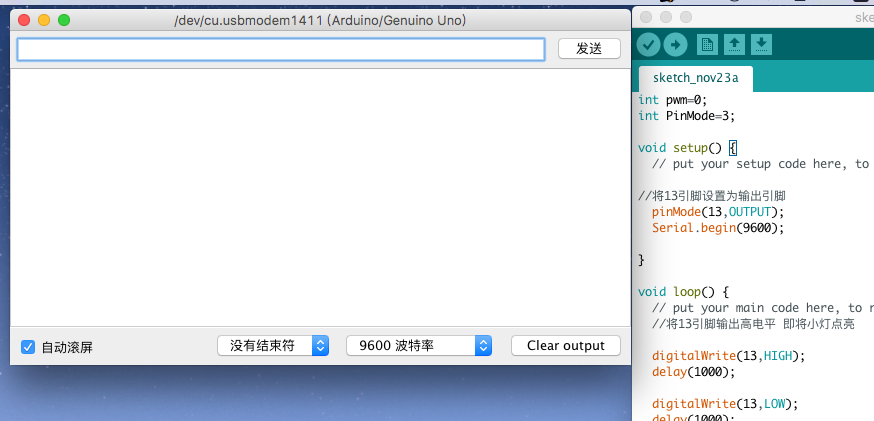 /dev/cu.usbmodem1411 (Arduino/Genuino Uno)
发送
自动滚屏
没有结束符
9600 波特率
Clear output
sk
sketch_nov23a
int pwm=0;
int PinMode=3;
void setup() {
// put your setup code here, to
//将13引脚设置为输出引脚
pinMode(13,OUTPUT);
Serial.begin(9600);
}
void loop() {
// put your main code here, to r
//将13引脚输出高电平 即将小灯点亮
digitalWrite(13,HIGH);
delay(1000);
digitalWrite(13,LOW);
delay(1000);